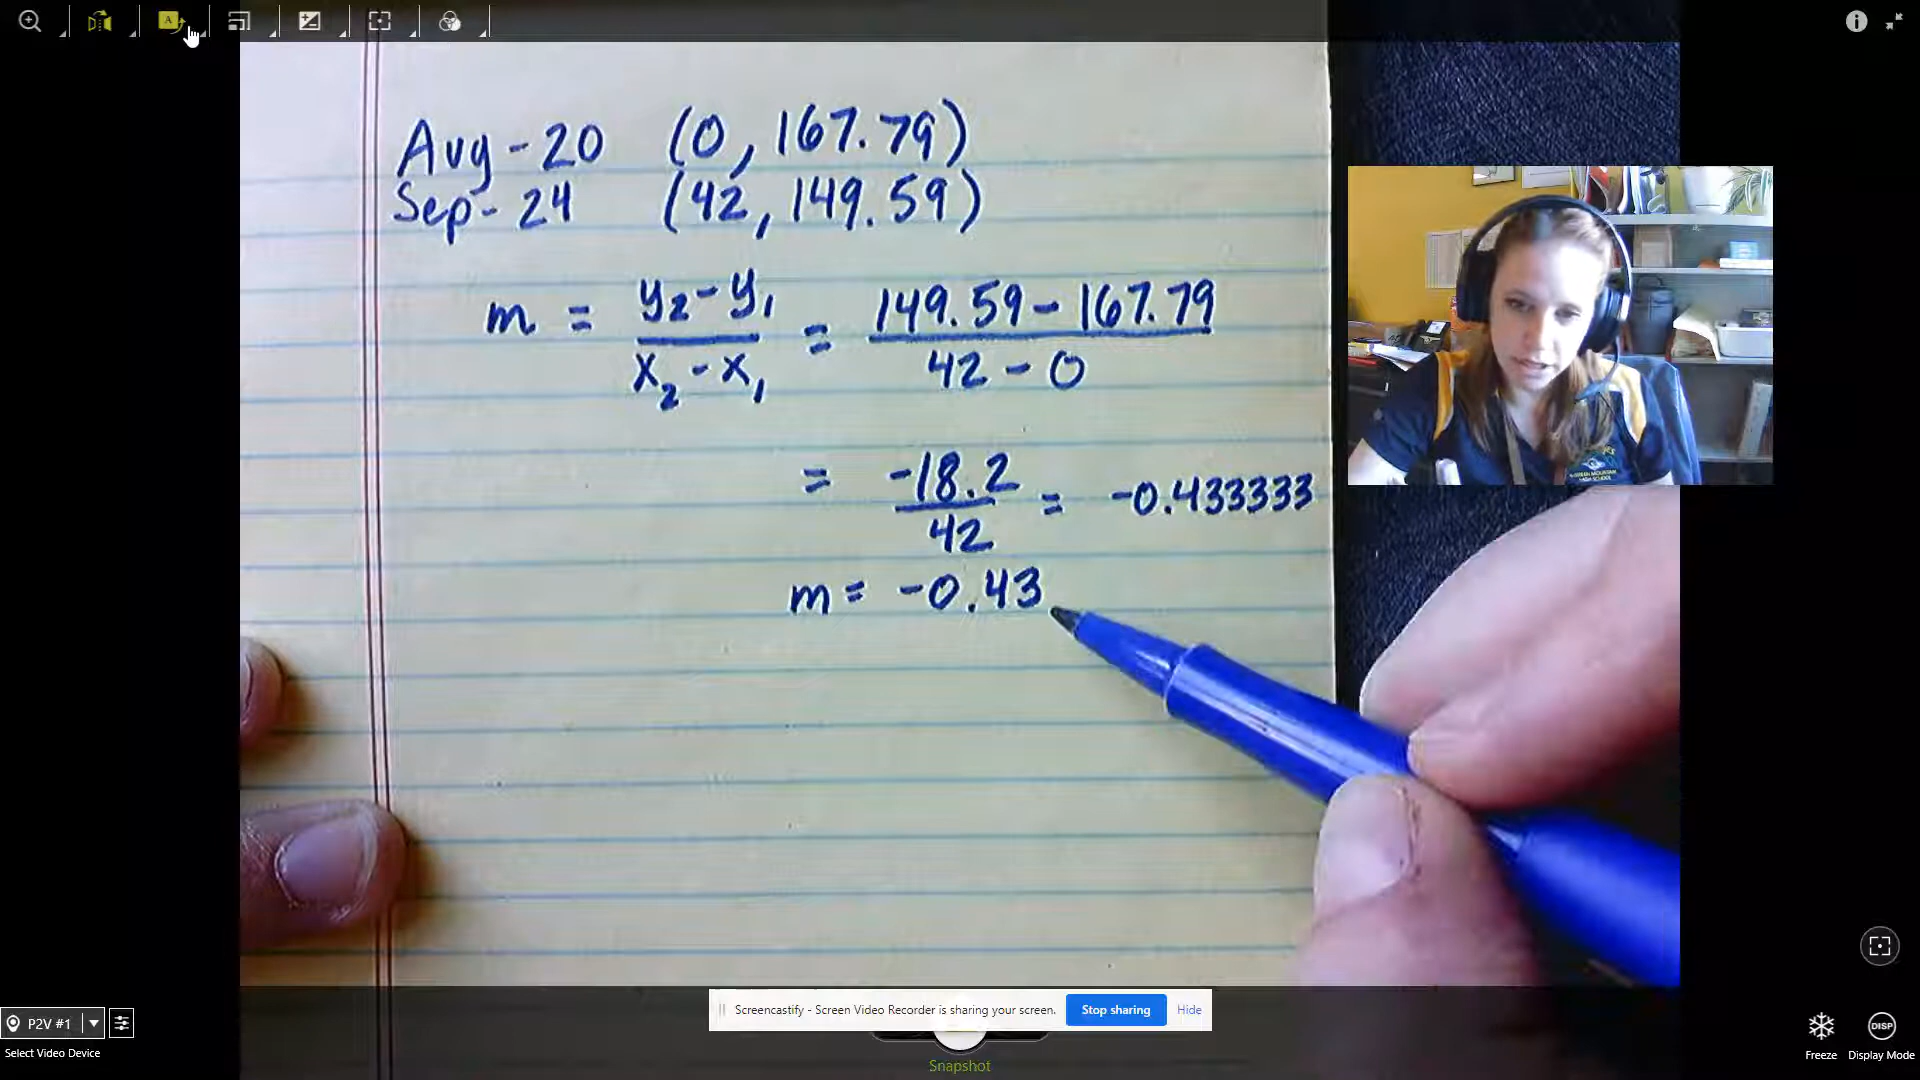 Aug-20 (0, 167.79)
Sep-24 (42, 149.59)
m = y₂-y₁ / x₂-x₁ = 149.59-167.79 / 42-0
= -18.2 / 42 = -0.433333
m = -0.43
P2V #1
Select Video Device
Screencastify - Screen Video Recorder is sharing your screen. Stop sharing Hide
Snapshot
DISP
Freeze Display Mode